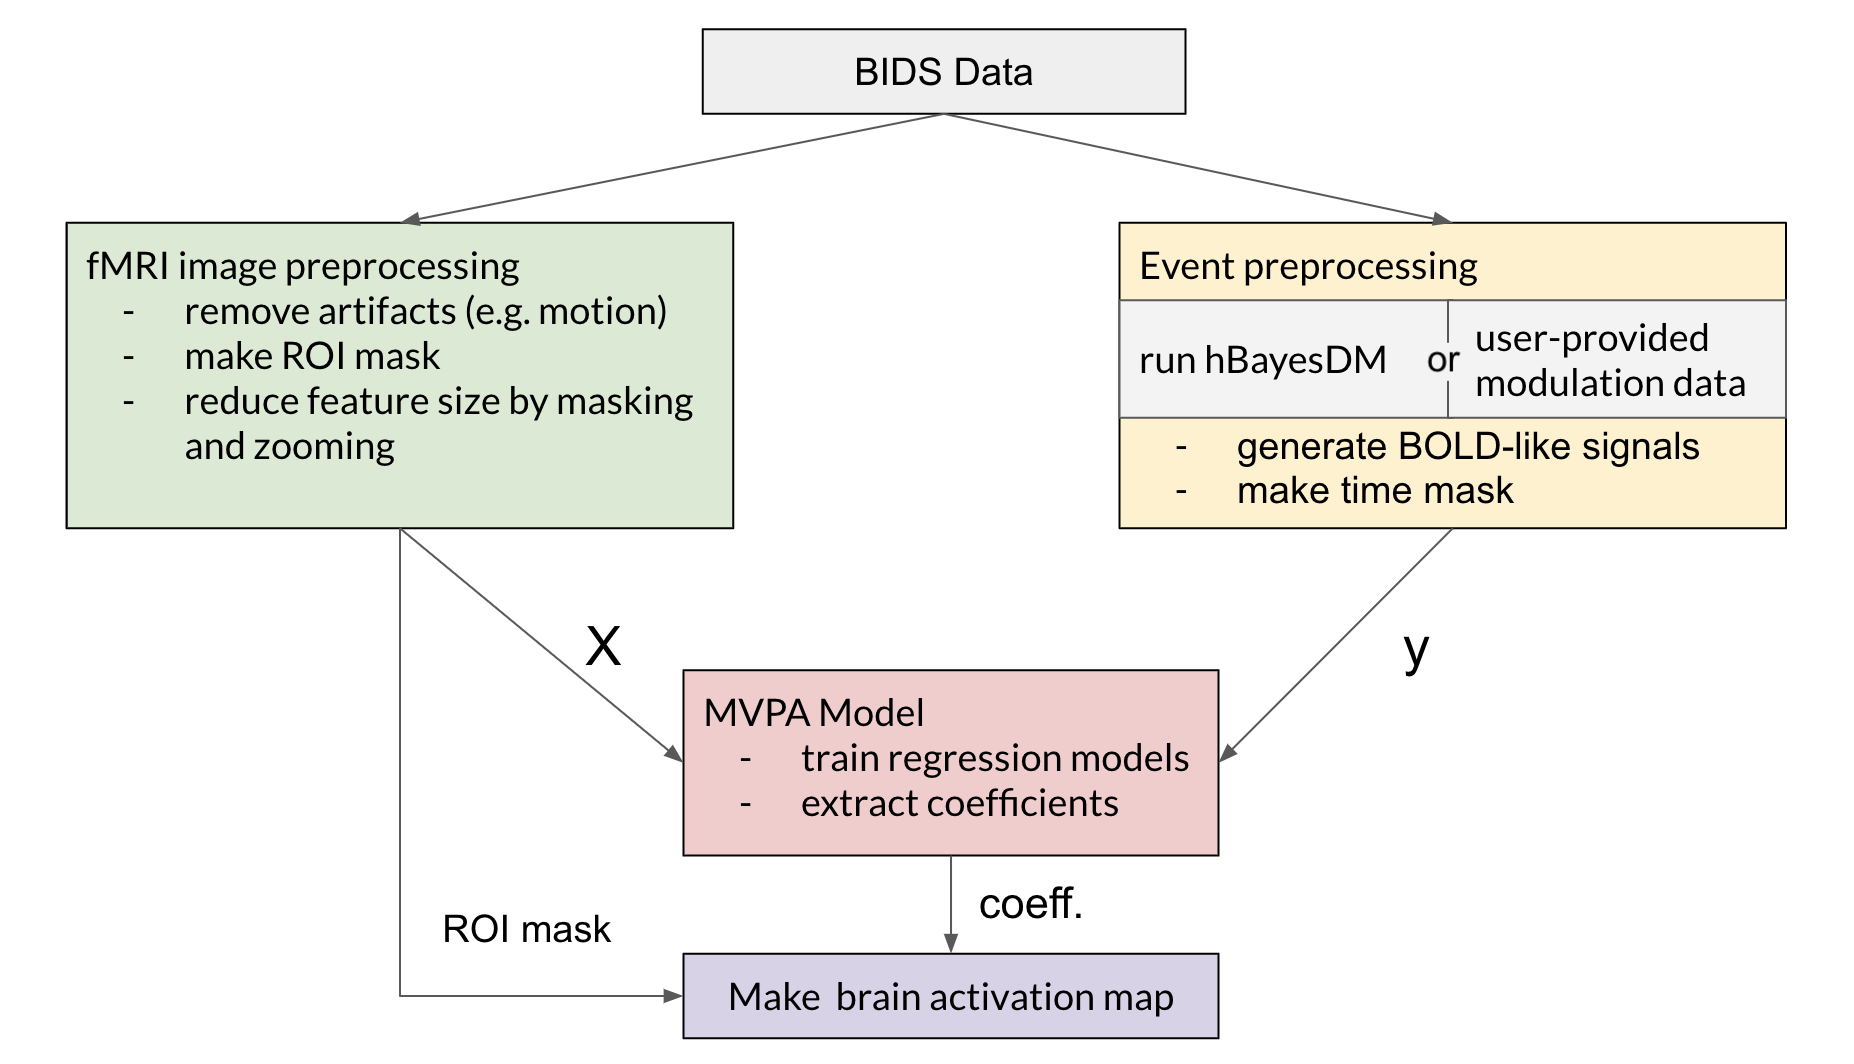 BIDS Data
fMRI image preprocessing
- remove artifacts (e.g. motion)
- make ROI mask
- reduce feature size by masking
and zooming
Event preprocessing
run hBayesDM
or
user-provided
modulation data
- generate BOLD-like signals
- make time mask
X
y
MVPA Model
- train regression models
- extract coefficients
coeff.
ROI mask
Make brain activation map